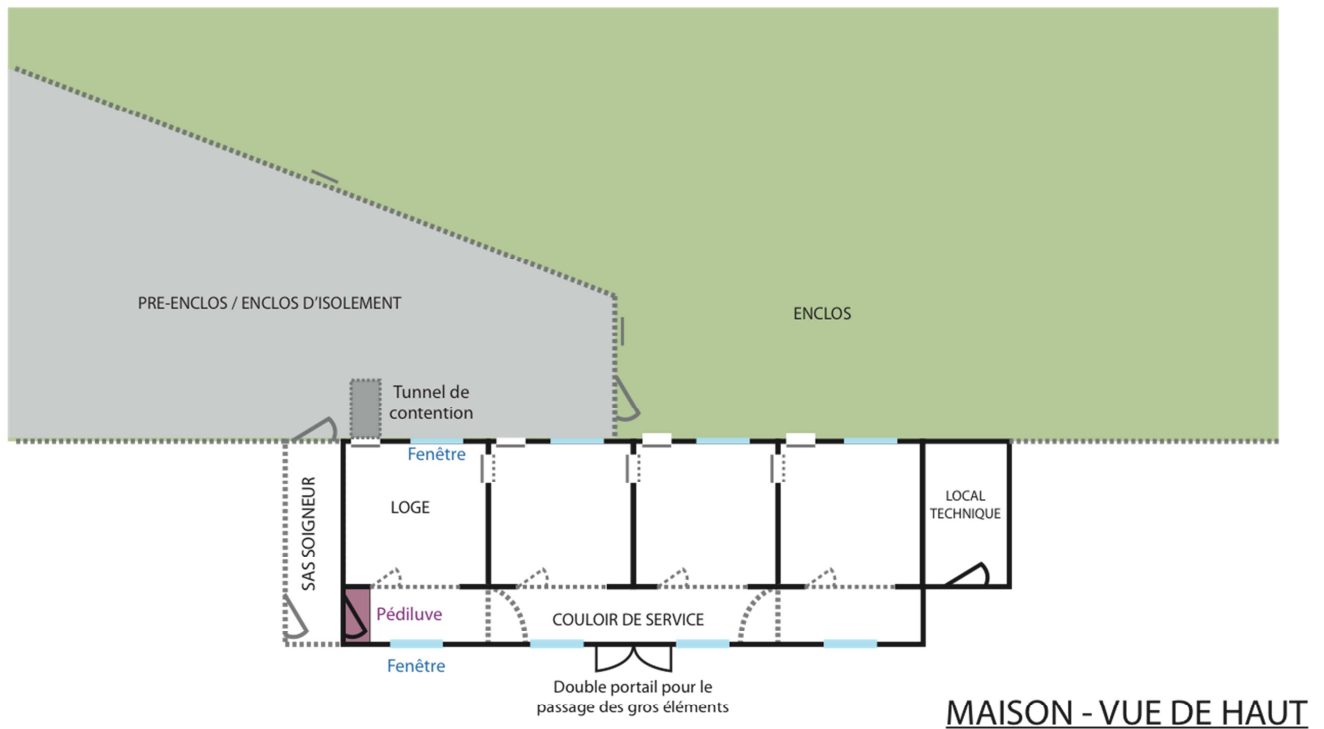 PRE-ENCLOS / ENCLOS D'ISOLEMENT
ENCLOS
Tunnel de
contention
Fenêtre
SAS SOIGNEUR
LOGE
LOCAL
TECHNIQUE
Pédiluve
COULOIR DE SERVICE
Fenêtre
Double portail pour le
passage des gros éléments
MAISON - VUE DE HAUT